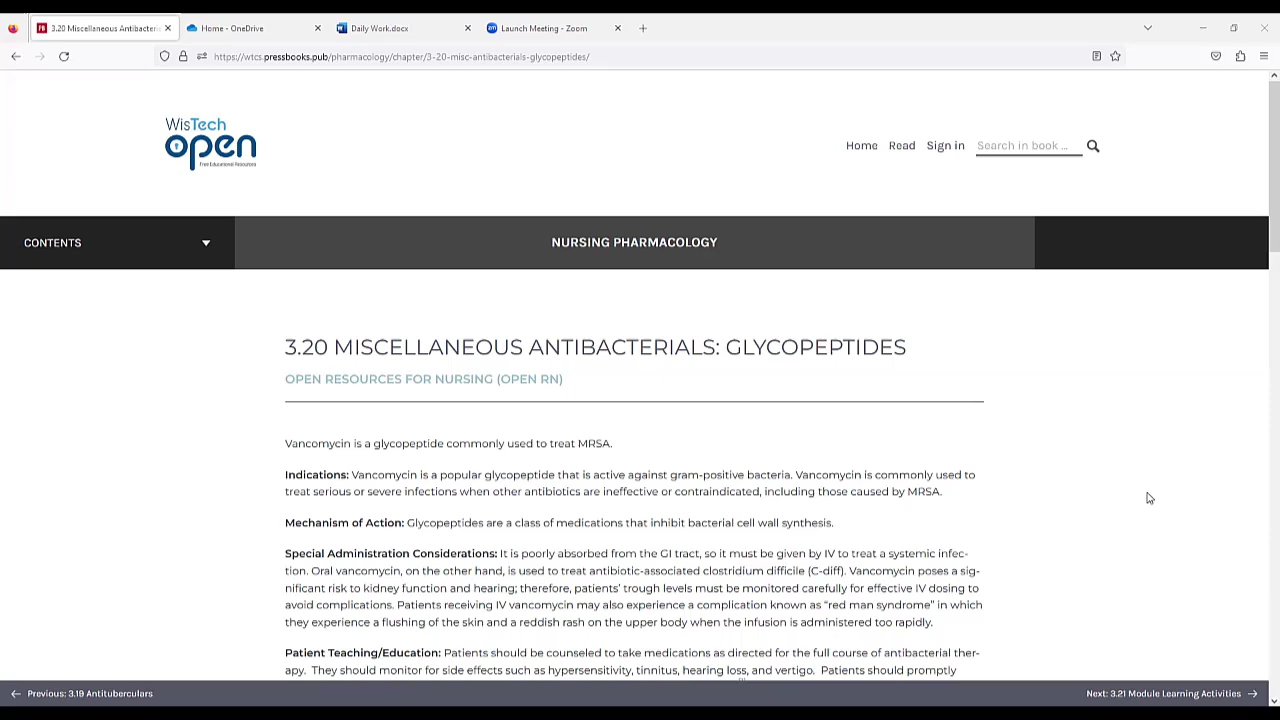 3.20 Miscellaneous Antibacteri
Home - OneDrive
Daily Work.docx
Launch Meeting - Zoom
https://wtcs.pressbooks.pub/pharmacology/chapter/3-20-misc-antibacterials-glycopeptides/
WisTech
open
Free Educational Resources
Home Read Sign in Search in book ...
CONTENTS
NURSING PHARMACOLOGY
3.20 MISCELLANEOUS ANTIBACTERIALS: GLYCOPEPTIDES
OPEN RESOURCES FOR NURSING (OPEN RN)
Vancomycin is a glycopeptide commonly used to treat MRSA.
Indications: Vancomycin is a popular glycopeptide that is active against gram-positive bacteria. Vancomycin is commonly used to
treat serious or severe infections when other antibiotics are ineffective or contraindicated, including those caused by MRSA.
Mechanism of Action: Glycopeptides are a class of medications that inhibit bacterial cell wall synthesis.
Special Administration Considerations: It is poorly absorbed from the GI tract, so it must be given by IV to treat a systemic infec-
tion. Oral vancomycin, on the other hand, is used to treat antibiotic-associated clostridium difficile (C-diff). Vancomycin poses a sig-
nificant risk to kidney function and hearing; therefore, patients' trough levels must be monitored carefully for effective IV dosing to
avoid complications. Patients receiving IV vancomycin may also experience a complication known as “red man syndrome” in which
they experience a flushing of the skin and a reddish rash on the upper body when the infusion is administered too rapidly.
Patient Teaching/Education: Patients should be counseled to take medications as directed for the full course of antibacterial ther-
apy. They should monitor for side effects such as hypersensitivity, tinnitus, hearing loss, and vertigo. Patients should promptly
← Previous: 3.19 Antituberculars
Next: 3.21 Module Learning Activities →